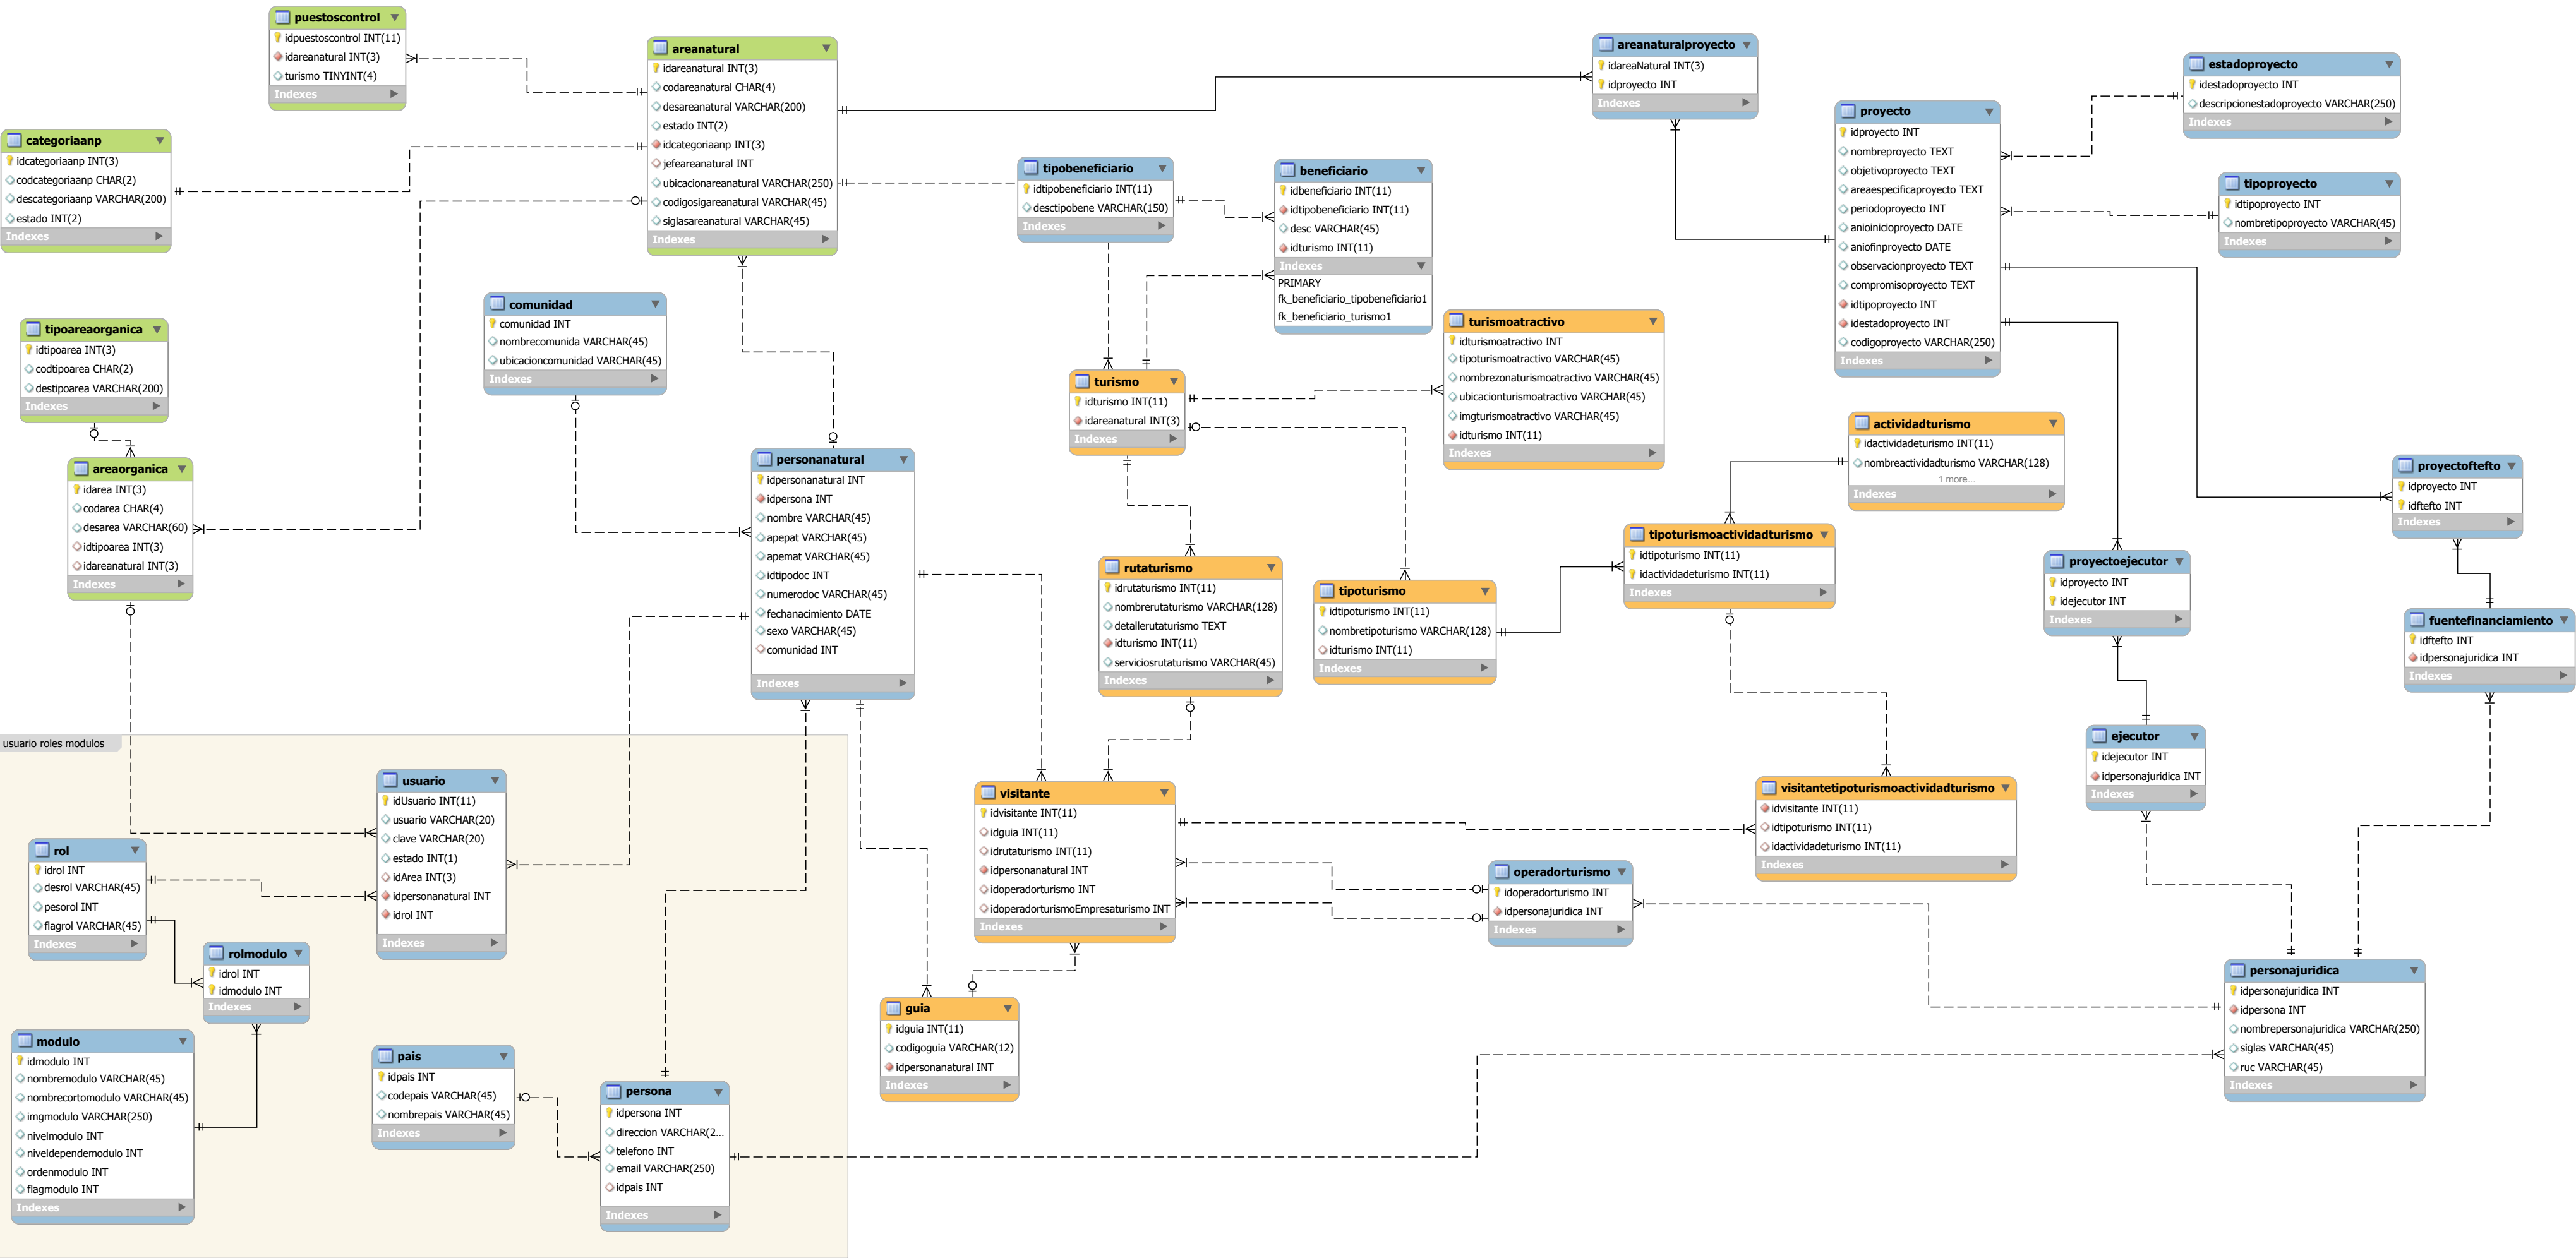 puestoscontrol
idpuestoscontrol INT(11)
idareanatural INT(3)
turismo TINYINT(4)
Indexes
areanatural
idareanatural INT(3)
codareanatural CHAR(4)
desareanatural VARCHAR(200)
estado INT(2)
idcategoriaanp INT(3)
jefeareanatural INT
ubicacionareanatural VARCHAR(250)
codigosigareanatural VARCHAR(45)
siglasareanatural VARCHAR(45)
Indexes
areanaturalproyecto
idareaNatural INT(3)
idproyecto INT
Indexes
estadoproyecto
idestadoproyecto INT
descripcionestadoproyecto VARCHAR(250)
Indexes
proyecto
idproyecto INT
nombreproyecto TEXT
objetivoproyecto TEXT
areaespecificaproyecto TEXT
periodoproyecto INT
anioinicioproyecto DATE
aniofinproyecto DATE
observacionproyecto TEXT
compromisoproyecto TEXT
idtipoproyecto INT
idestadoproyecto INT
codigoproyecto VARCHAR(250)
Indexes
categoriaanp
idcategoriaanp INT(3)
codcategoriaanp CHAR(2)
descategoriaanp VARCHAR(200)
estado INT(2)
Indexes
tipobeneficiario
idtipobeneficiario INT(11)
desctipobene VARCHAR(150)
Indexes
beneficiario
idbeneficiario INT(11)
idtipobeneficiario INT(11)
desc VARCHAR(45)
idturismo INT(11)
Indexes
PRIMARY
fk_beneficiario_tipobeneficiario1
fk_beneficiario_turismo1
tipoproyecto
idtipoproyecto INT
nombretipoproyecto VARCHAR(45)
Indexes
comunidad
comunidad INT
nombrecomunida VARCHAR(45)
ubicacioncomunidad VARCHAR(45)
Indexes
tipoareaorganica
idtipoarea INT(3)
codtipoarea CHAR(2)
destipoarea VARCHAR(200)
Indexes
turismoatractivo
idturismoatractivo INT
tipoturismoatractivo VARCHAR(45)
nombrezonaturismoatractivo VARCHAR(45)
ubicacionturismoatractivo VARCHAR(45)
imgturismoatractivo VARCHAR(45)
idturismo INT(11)
Indexes
turismo
idturismo INT(11)
idareanatural INT(3)
Indexes
actividadturismo
idactividadeturismo INT(11)
nombreactividadturismo VARCHAR(128)
1 more...
Indexes
areaorganica
idarea INT(3)
codarea CHAR(4)
desarea VARCHAR(60)
idtipoarea INT(3)
idareanatural INT(3)
Indexes
personanatural
idpersonanatural INT
idpersona INT
nombre VARCHAR(45)
apepat VARCHAR(45)
apemat VARCHAR(45)
idtipodoc INT
numerodoc VARCHAR(45)
fechanacimiento DATE
sexo VARCHAR(45)
comunidad INT
Indexes
proyectoftefto
idproyecto INT
idftefto INT
Indexes
tipoturismoactividadturismo
idtipoturismo INT(11)
idactividadeturismo INT(11)
Indexes
rutaturismo
idrutaturismo INT(11)
nombrerutaturismo VARCHAR(128)
detallerutaturismo TEXT
idturismo INT(11)
serviciosrutaturismo VARCHAR(45)
Indexes
tipoturismo
idtipoturismo INT(11)
nombretipoturismo VARCHAR(128)
idturismo INT(11)
Indexes
proyectoejecutor
idproyecto INT
idejecutor INT
Indexes
fuentefinanciamiento
idftefto INT
idpersonajuridica INT
Indexes
ejecutor
idejecutor INT
idpersonajuridica INT
Indexes
usuario roles modulos
usuario
idUsuario INT(11)
usuario VARCHAR(20)
clave VARCHAR(20)
estado INT(1)
idArea INT(3)
idpersonanatural INT
idrol INT
Indexes
visitante
idvisitante INT(11)
idguia INT(11)
idrutaturismo INT(11)
idpersonanatural INT
idoperadorturismo INT
idoperadorturismoEmpresaturismo INT
Indexes
visitantetipoturismoactividadturismo
idvisitante INT(11)
idtipoturismo INT(11)
idactividadeturismo INT(11)
Indexes
rol
idrol INT
desrol VARCHAR(45)
pesorol INT
flagrol VARCHAR(45)
Indexes
operadorturismo
idoperadorturismo INT
idpersonajuridica INT
Indexes
rolmodulo
idrol INT
idmodulo INT
Indexes
personajuridica
idpersonajuridica INT
idpersona INT
nombrepersonajuridica VARCHAR(250)
siglas VARCHAR(45)
ruc VARCHAR(45)
Indexes
guia
idguia INT(11)
codigoguia VARCHAR(12)
idpersonanatural INT
Indexes
modulo
idmodulo INT
nombremodulo VARCHAR(45)
nombrecortomodulo VARCHAR(45)
imgmodulo VARCHAR(250)
nivelmodulo INT
niveldependemodulo INT
ordenmodulo INT
flagmodulo INT
Indexes
pais
idpais INT
codepais VARCHAR(45)
nombrepais VARCHAR(45)
Indexes
persona
idpersona INT
direccion VARCHAR(2...
telefono INT
email VARCHAR(250)
idpais INT
Indexes